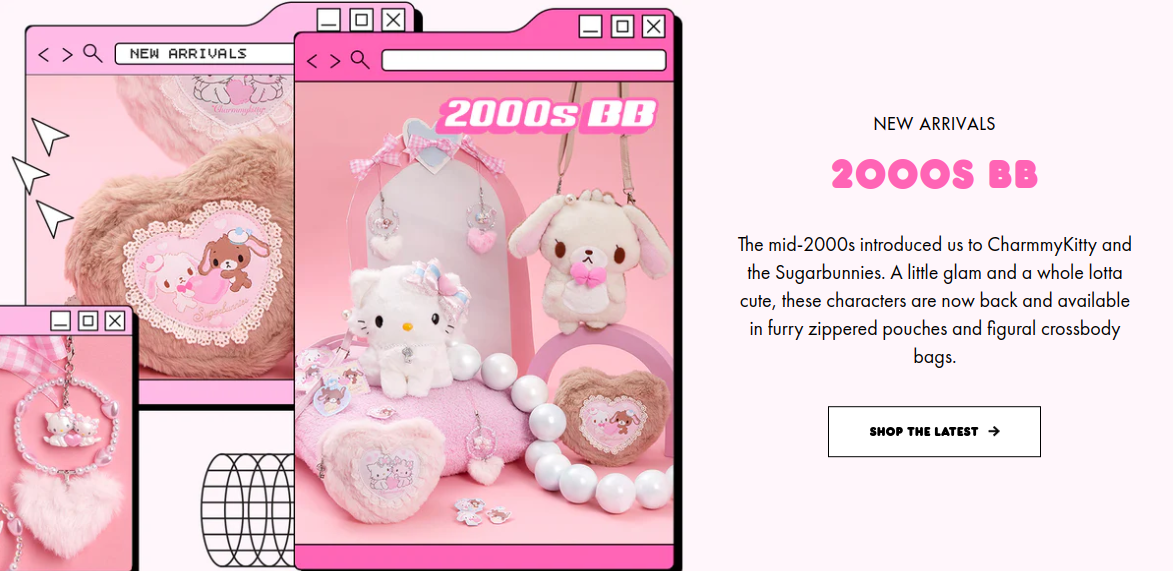 NEW ARRIVALS
2000s BB
NEW ARRIVALS
2000S BB
The mid-2000s introduced us to CharmmyKitty and
the Sugarbunnies. A little glam and a whole lotta
cute, these characters are now back and available
in furry zippered pouches and figural crossbody
bags.
SHOP THE LATEST →
Charmmykitty
Sugarbunnies